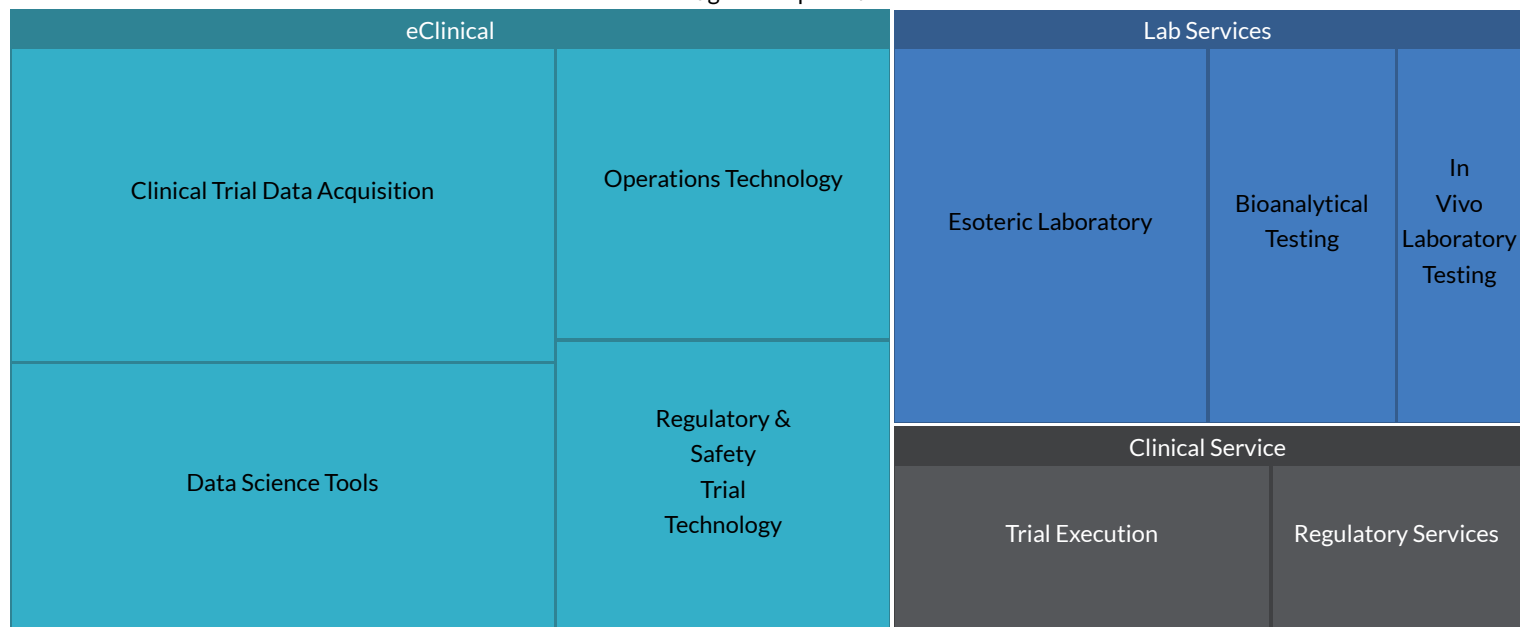 eClinical
Clinical Trial Data Acquisition
Operations Technology
Data Science Tools
Regulatory &
Safety
Trial
Technology
Lab Services
Esoteric Laboratory
Bioanalytical
Testing
In
Vivo
Laboratory
Testing
Clinical Service
Trial Execution
Regulatory Services